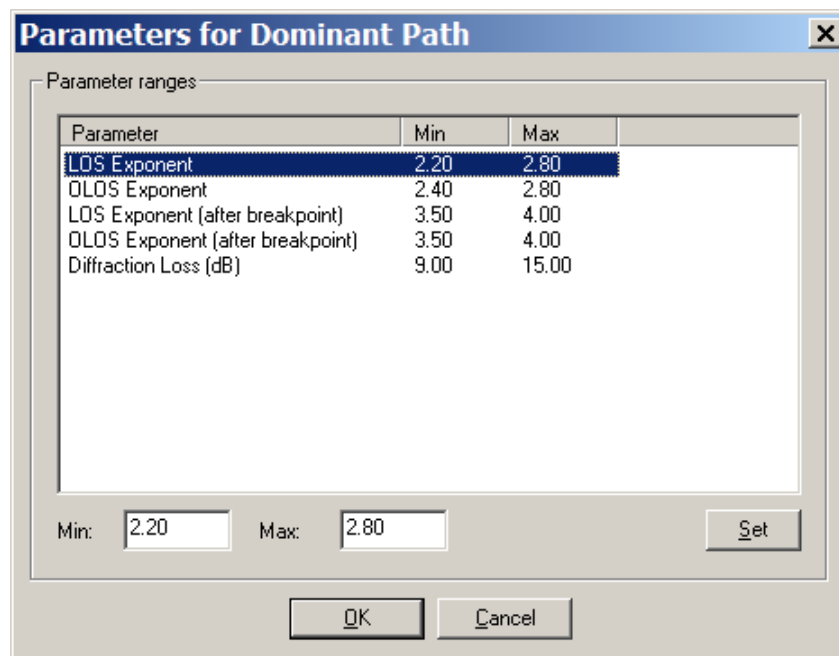 Parameters for Dominant Path
Parameter ranges
Parameter Min Max
LOS Exponent 2.20 2.80
OLOS Exponent 2.40 2.80
LOS Exponent (after breakpoint) 3.50 4.00
OLOS Exponent (after breakpoint) 3.50 4.00
Diffraction Loss (dB) 9.00 15.00
Min: 2.20 Max: 2.80 Set
OK Cancel